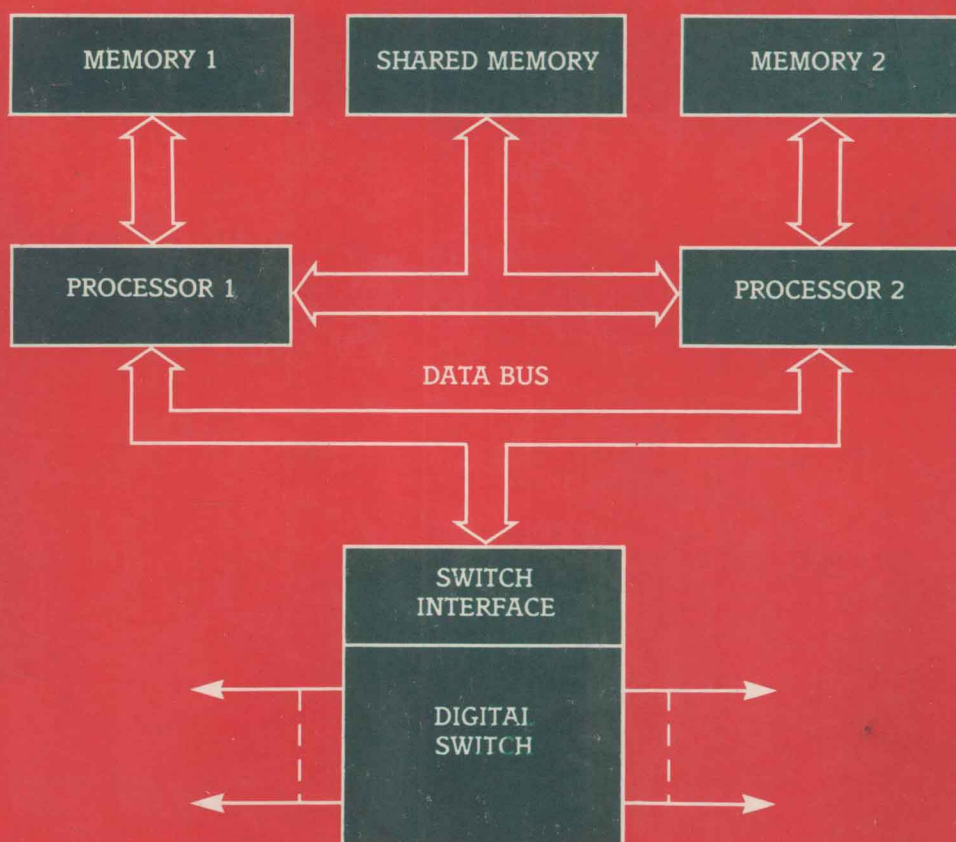 MEMORY 1
SHARED MEMORY
MEMORY 2
PROCESSOR 1
PROCESSOR 2
DATA BUS
SWITCH
INTERFACE
DIGITAL
SWITCH